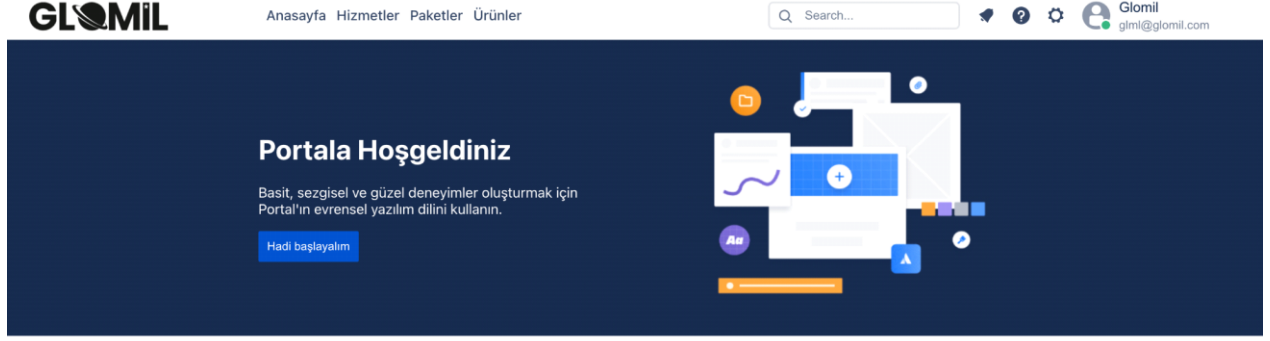 GLOMİL
Anasayfa Hizmetler Paketler Ürünler
Search...
Glomil
glml@glomil.com
Portala Hoşgeldiniz
Basit, sezgisel ve güzel deneyimler oluşturmak için
Portal'ın evrensel yazılım dilini kullanın.
Hadi başlayalım
Aa